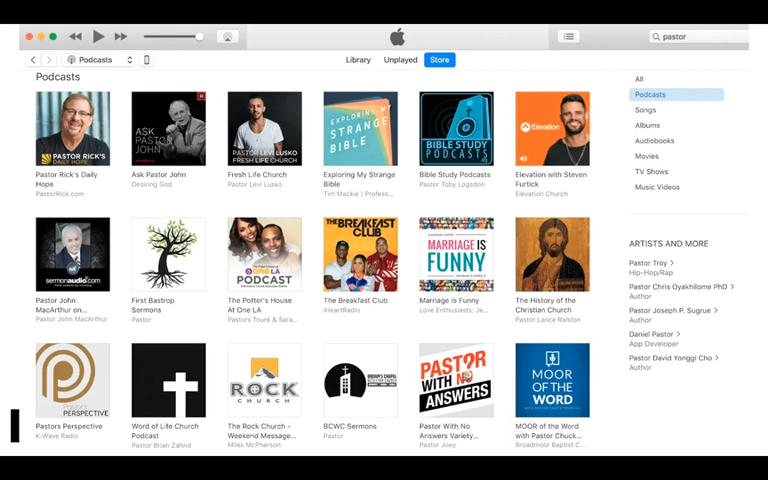 pastor
Podcasts
Library
Unplayed
Store
Podcasts
All
Podcasts
Songs
Albums
Audiobooks
Movies
TV Shows
Music Videos
PASTOR RICK'S
DAILY HOPE
ASK
PASTOR
JOHN
PASTOR LEVI LUSKO
FRESH LIFE CHURCH
EXPLORING MY
STRANGE
BIBLE
BIBLE STUDY
PODCASTS
Elevation
Pastor Rick's Daily
Hope
PastorRick.com
Ask Pastor John
Desiring God
Fresh Life Church
Pastor Levi Lusko
Exploring My Strange
Bible
Tim Mackie | Profess...
Bible Study Podcasts
Pastor Toby Logsdon
Elevation with Steven
Furtick
Elevation Church
sermonaudio.com
one LA
PODCAST
THE BREAKFAST
CLUB
MARRIAGE IS
FUNNY
Pastor John
MacArthur on...
Pastor John MacArthur
First Bastrop
Sermons
Pastor
The Potter's House
At One LA
Pastors Touré & Sara...
The Breakfast Club
iHeartRadio
Marriage Is Funny
Love Enthusiasts: Je...
The History of the
Christian Church
Pastor Lance Ralston
ARTISTS AND MORE
Pastor Troy >
Hip-Hop/Rap
Pastor Chris Oyakhilome PhD >
Author
Pastor Joseph P. Sugrue >
Author
Daniel Pastor >
App Developer
Pastor David Yonggi Cho >
Author
Pastor's
PERSPECTIVE
ROCK
CHURCH
PASTOR
WITH NO
ANSWERS
MOOR
OF THE
WORD
Pastors Perspective
K-Wave Radio
Word of Life Church
Podcast
Pastor Brian Zahnd
The Rock Church -
Weekend Message...
Miles McPherson
BCWC Sermons
Pastor
Pastor With No
Answers Variety...
Pastor Joey
MOOR of the Word
with Pastor Chuck...
Broadmoor Baptist C...